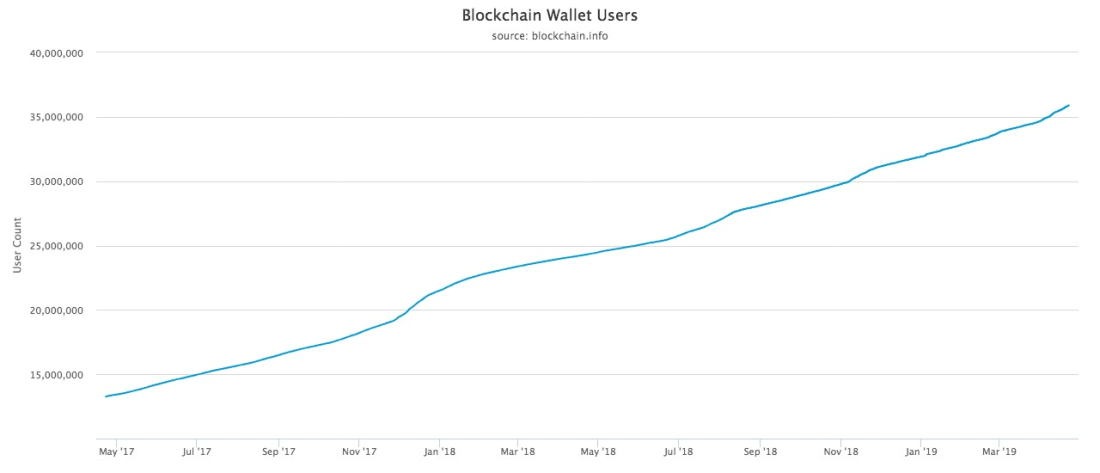 Blockchain Wallet Users
source: blockchain.info
40,000,000
35,000,000
30,000,000
25,000,000
20,000,000
15,000,000
User Count
May '17 Jul '17 Sep '17 Nov '17 Jan '18 Mar '18 May '18 Jul '18 Sep '18 Nov '18 Jan '19 Mar '19